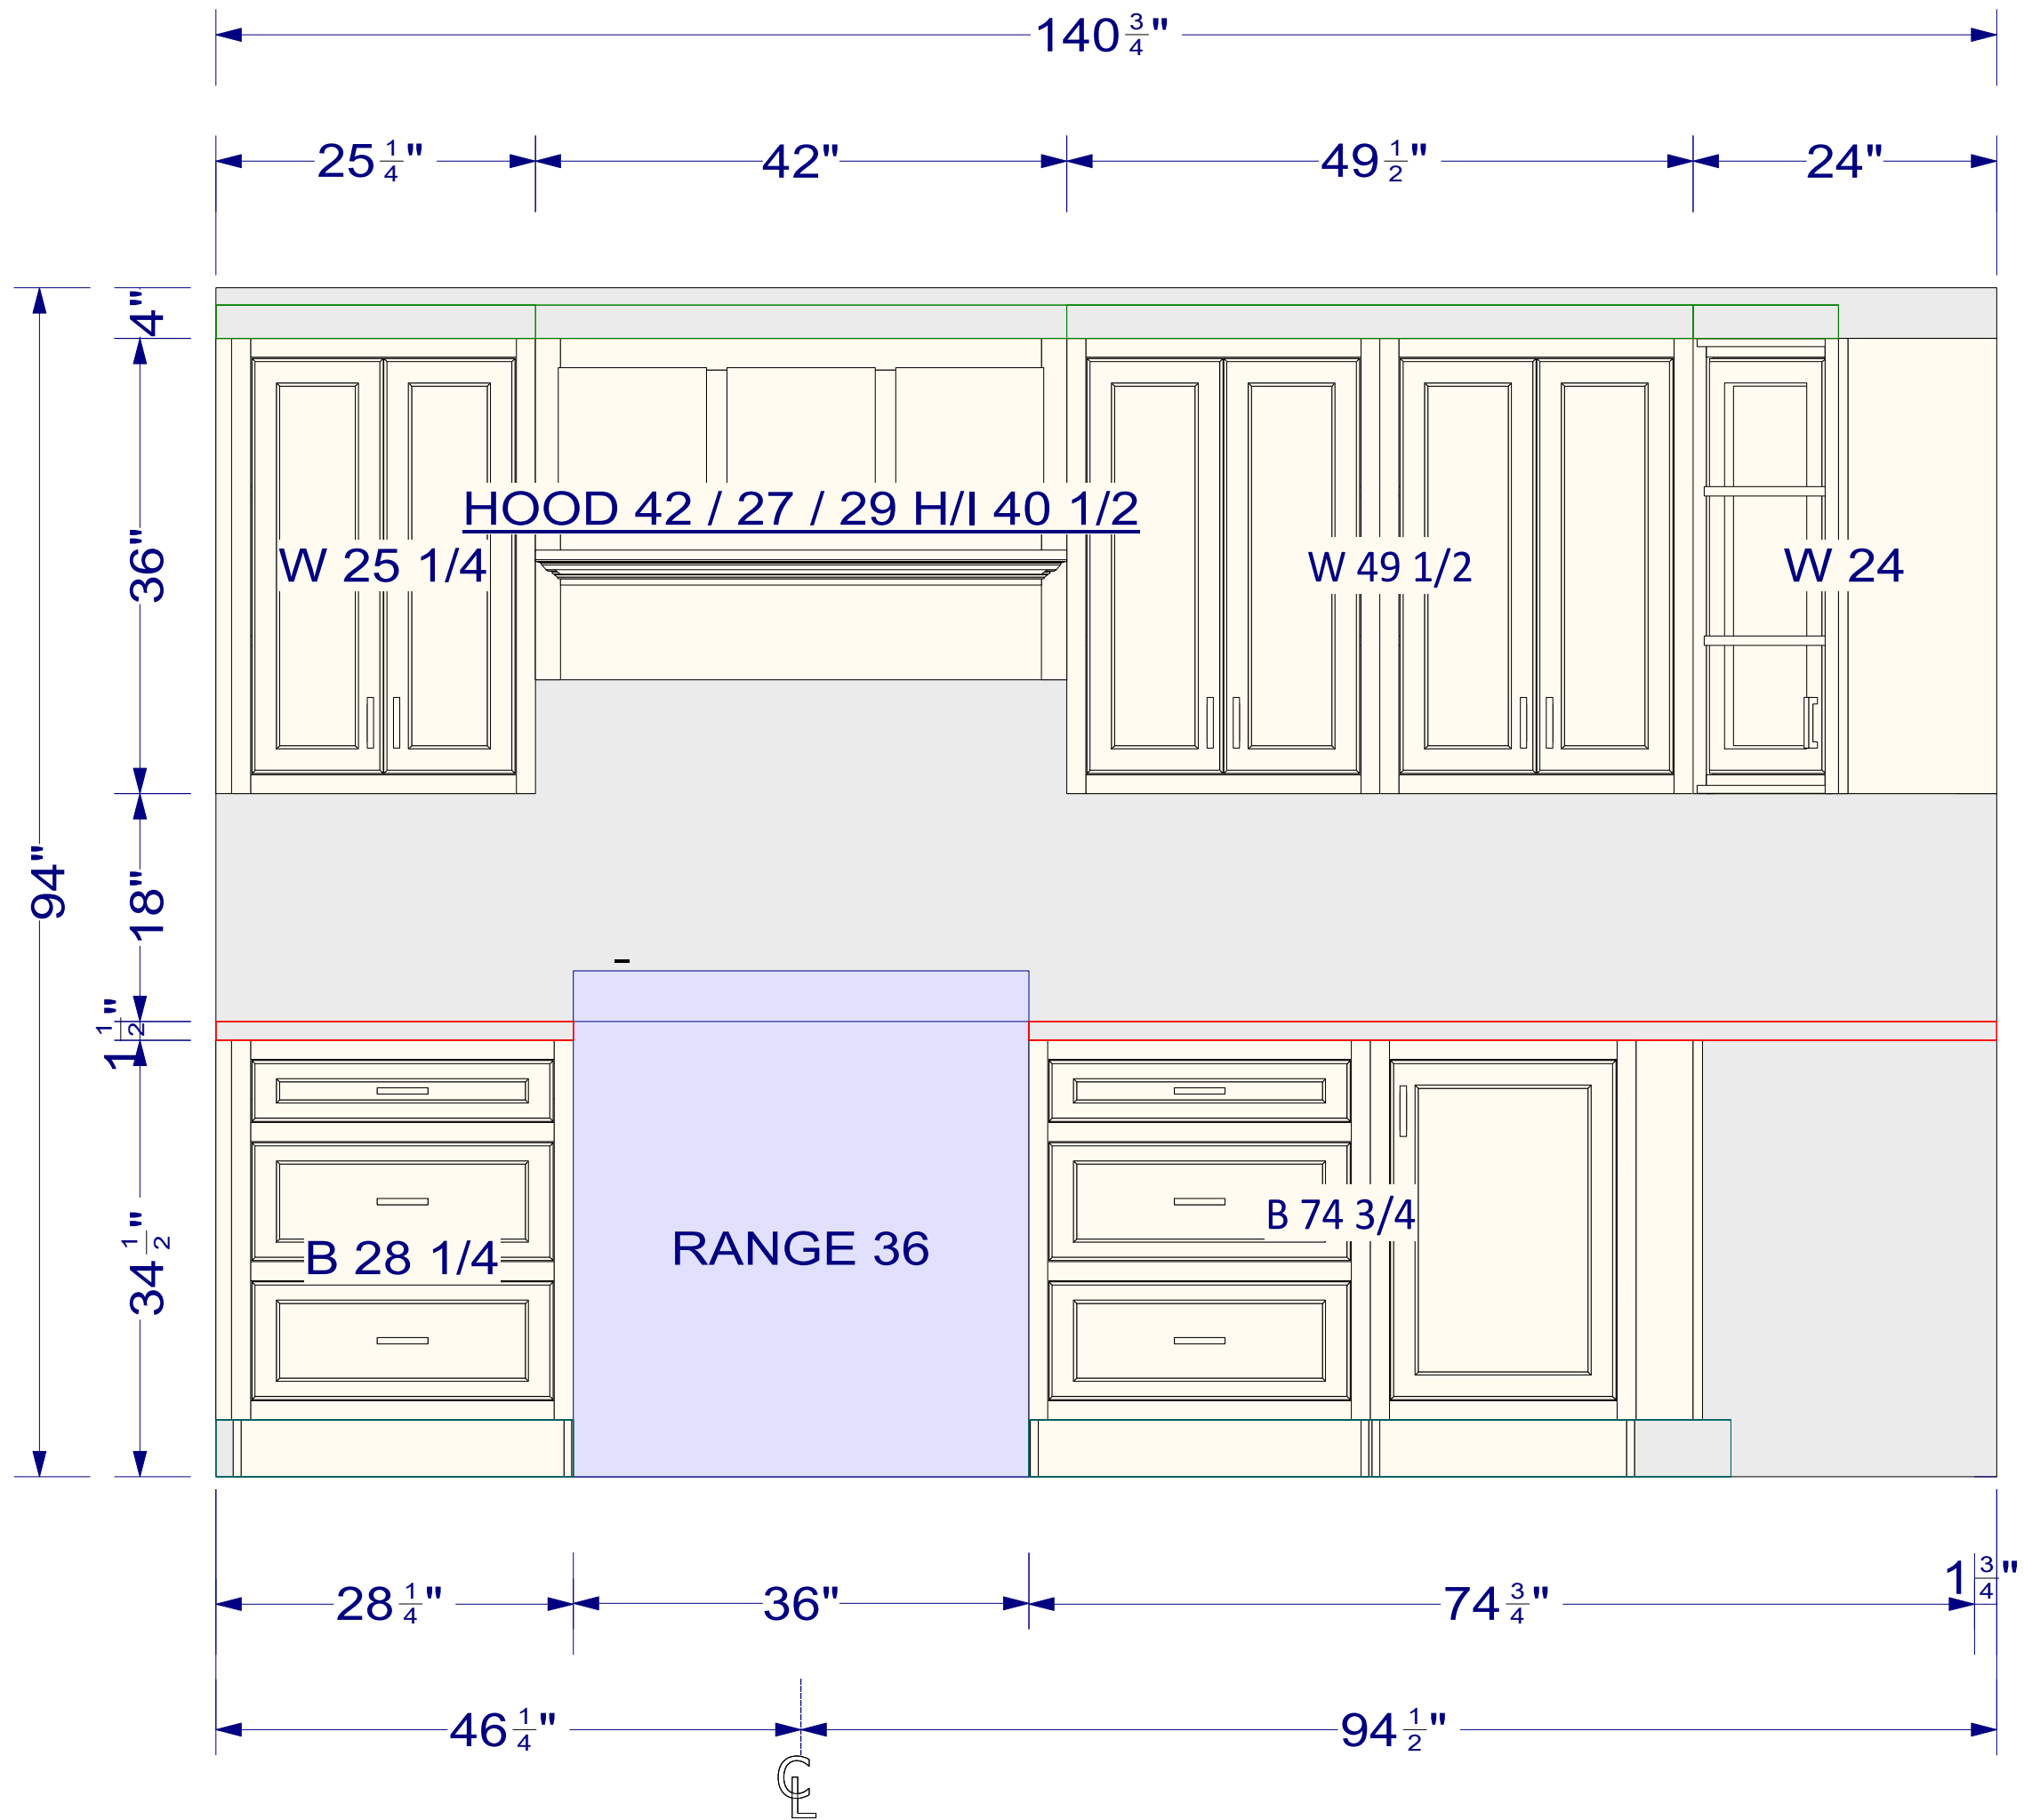 140 3/4"
25 1/4" 42" 49 1/2" 24"
4"
HOOD 42 / 27 / 29 H/I 40 1/2
36"
W 25 1/4 W 49 1/2 W 24
94"
18"
1 1/2"
34 1/2"
B 28 1/4 RANGE 36 B 74 3/4
28 1/4" 36" 74 3/4" 1 3/4"
46 1/4" 94 1/2"
CL